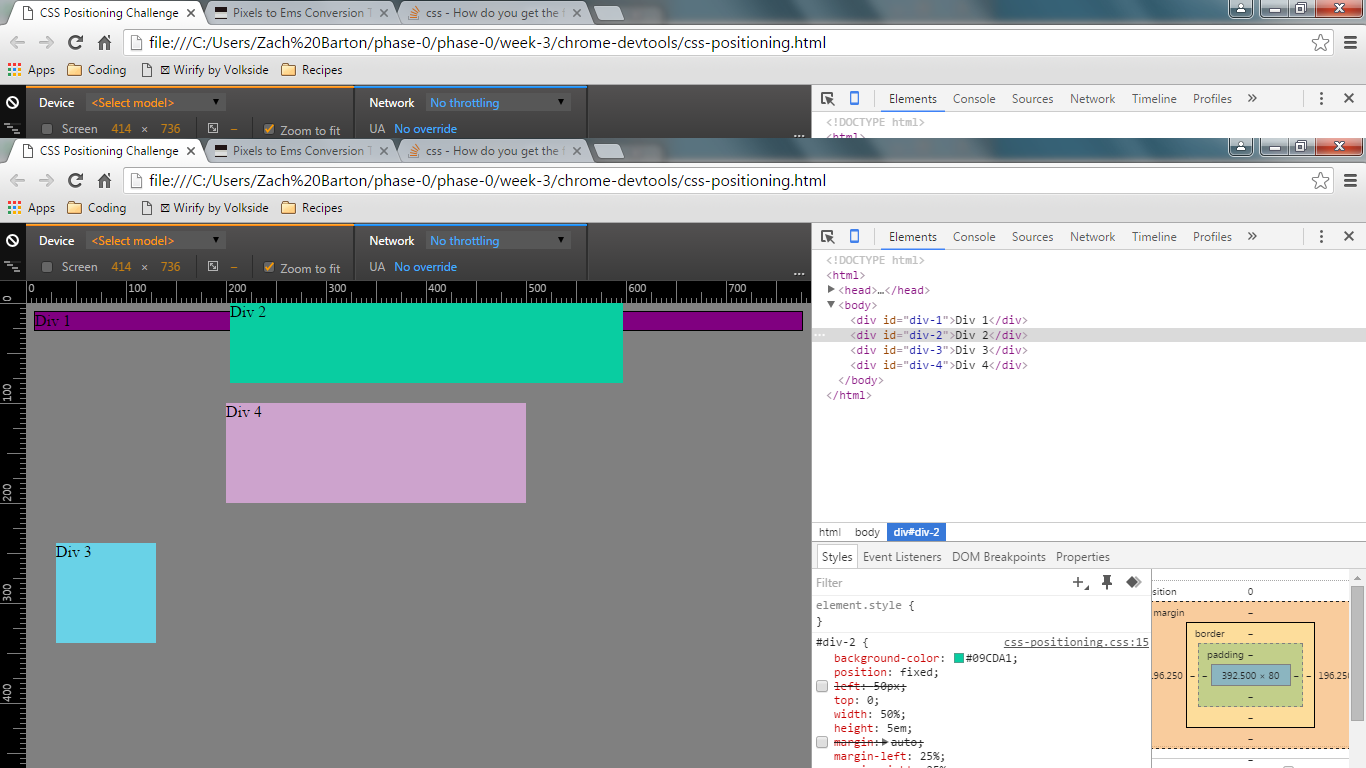 CSS Positioning Challenge
Pixels to Ems Conversion T
css - How do you get the f
file:///C:/Users/Zach%20Barton/phase-0/phase-0/week-3/chrome-devtools/css-positioning.html
Apps Coding Wirify by Volkside Recipes
Device <Select model> Network No throttling
Elements Console Sources Network Timeline Profiles »
Screen 414 × 736 – Zoom to fit UA No override ...
<!DOCTYPE html>
CSS Positioning Challenge
Pixels to Ems Conversion T
css - How do you get the f
file:///C:/Users/Zach%20Barton/phase-0/phase-0/week-3/chrome-devtools/css-positioning.html
Apps Coding Wirify by Volkside Recipes
Device <Select model> Network No throttling
Elements Console Sources Network Timeline Profiles »
Screen 414 × 736 – Zoom to fit UA No override ...
0 100 200 300 400 500 600 700
0
100
200
300
400
Div 1
Div 2
Div 4
Div 3
<!DOCTYPE html>
<html>
<head>…</head>
<body>
<div id="div-1">Div 1</div>
... <div id="div-2">Div 2</div>
<div id="div-3">Div 3</div>
<div id="div-4">Div 4</div>
</body>
</html>
html body div#div-2
Styles Event Listeners DOM Breakpoints Properties
Filter
element.style {
}
#div-2 { css-positioning.css:15
background-color: #09CDA1;
position: fixed;
left: 50px;
top: 0;
width: 50%;
height: 5em;
margin: auto;
margin-left: 25%;
sition 0
margin –
border –
padding –
196.250 – – 392.500 × 80 – – 196.250
–
–
–
–